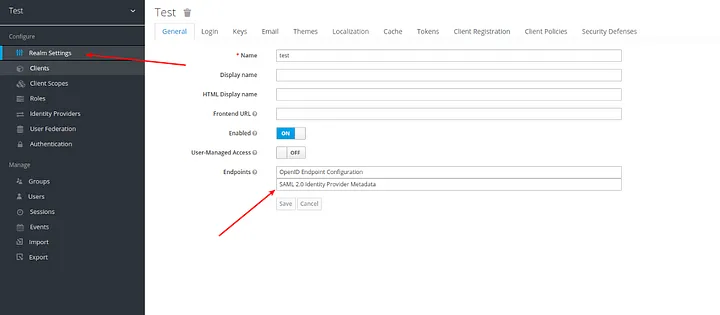 Test
Configure
Realm Settings
Clients
Client Scopes
Roles
Identity Providers
User Federation
Authentication
Manage
Groups
Users
Sessions
Events
Import
Export
Test
General Login Keys Email Themes Localization Cache Tokens Client Registration Client Policies Security Defenses
* Name test
Display name
HTML Display name
Frontend URL
Enabled ON
User-Managed Access OFF
Endpoints OpenID Endpoint Configuration
SAML 2.0 Identity Provider Metadata
Save Cancel